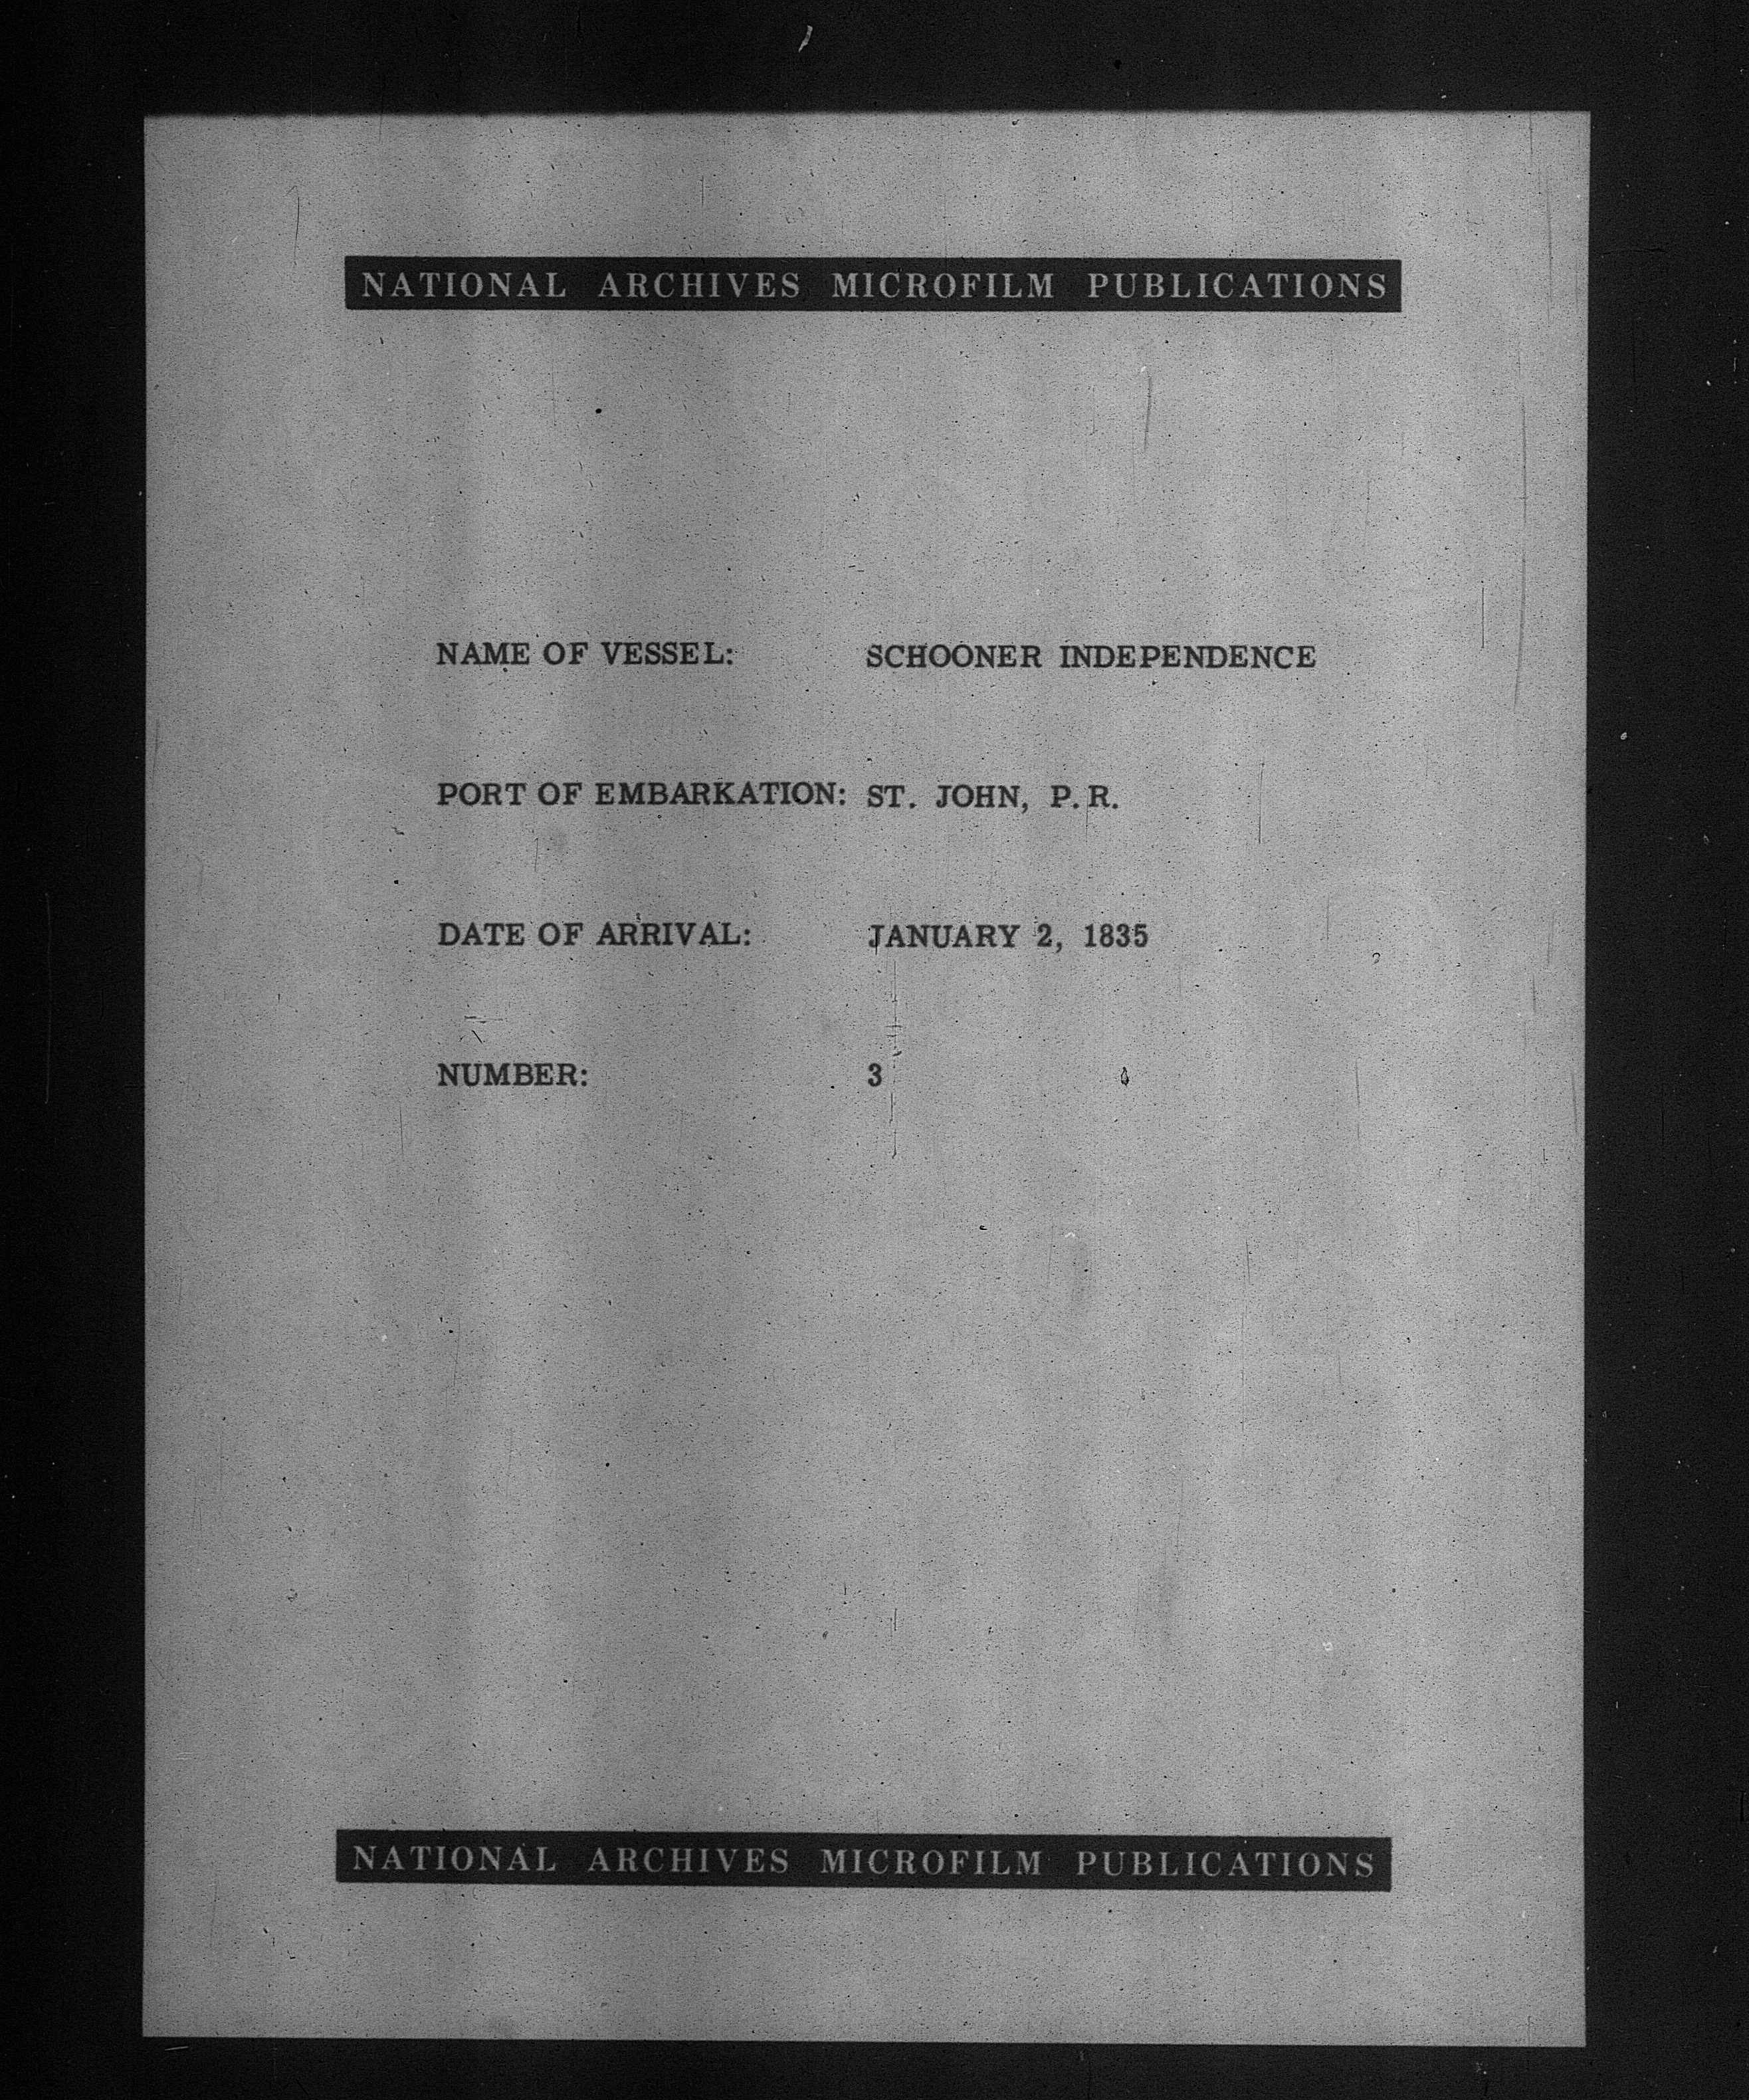 NATIONAL ARCHIVES MICROFILM PUBLICATIONS
NAME OF VESSEL: SCHOONER INDEPENDENCE
PORT OF EMBARKATION: ST. JOHN, P.R.
DATE OF ARRIVAL: JANUARY 2, 1835
NUMBER: 3
NATIONAL ARCHIVES MICROFILM PUBLICATIONS